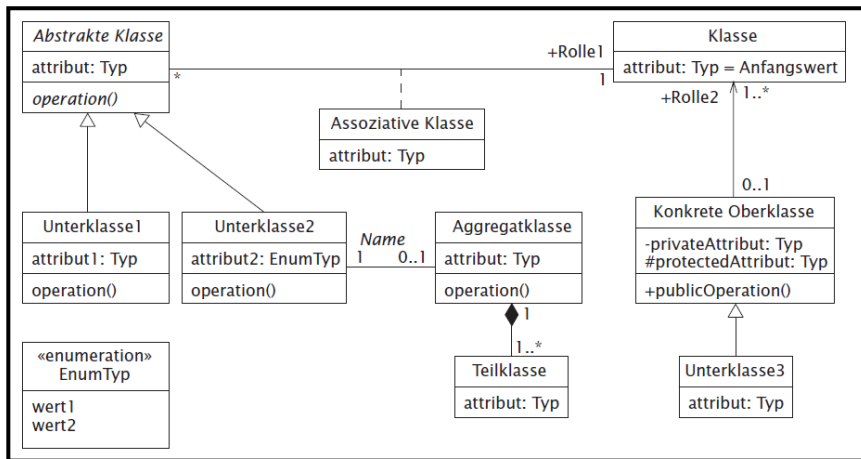 Abstrakte Klasse
attribut: Typ
operation()
*
+Rolle1
1
Klasse
attribut: Typ = Anfangswert
+Rolle2
1..*
Assoziative Klasse
attribut: Typ
0..1
Unterklasse1
attribut1: Typ
operation()
Unterklasse2
attribut2: EnumTyp
operation()
Name
1
0..1
Aggregatklasse
attribut: Typ
operation()
1
1..*
Teilklasse
attribut: Typ
Konkrete Oberklasse
-privateAttribut: Typ
#protectedAttribut: Typ
+publicOperation()
Unterklasse3
attribut: Typ
«enumeration»
EnumTyp
wert1
wert2